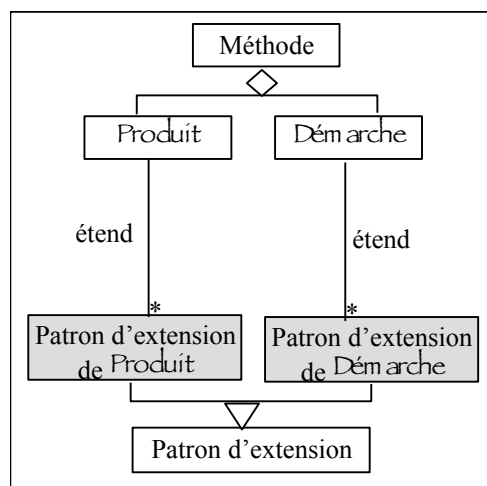 Méthode
Produit
Démarche
étend
étend
*
*
Patron d’extension
de Produit
Patron d’extension
de Démarche
Patron d’extension